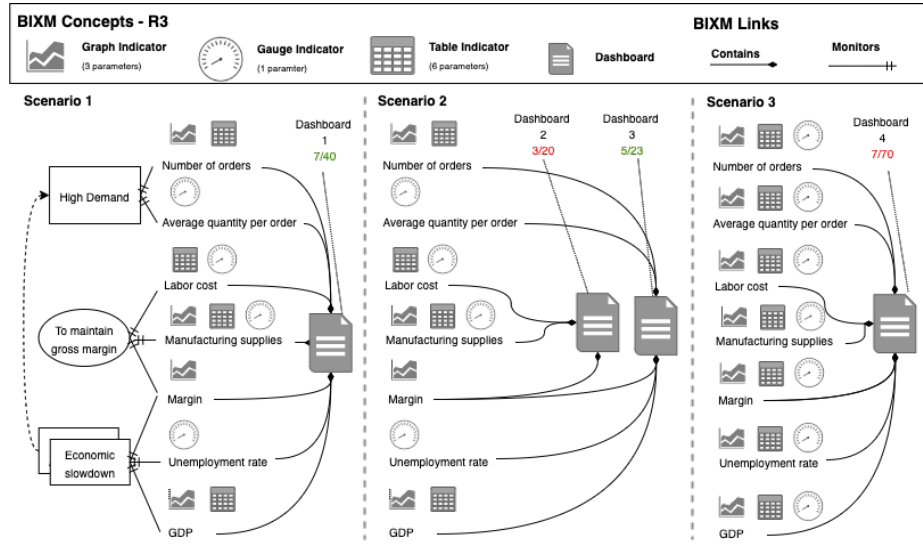 BIXM Concepts - R3
BIXM Links
Graph Indicator
(3 parameters)
Gauge Indicator
(1 paramter)
Table Indicator
(6 parameters)
Dashboard
Contains
Monitors
Scenario 1
High Demand
To maintain
gross margin
Economic
slowdown
Number of orders
Average quantity per order
Labor cost
Manufacturing supplies
Margin
Unemployment rate
GDP
Dashboard
1
7/40
Scenario 2
Number of orders
Average quantity per order
Labor cost
Manufacturing supplies
Margin
Unemployment rate
GDP
Dashboard
2
3/20
Dashboard
3
5/23
Scenario 3
Number of orders
Average quantity per order
Labor cost
Manufacturing supplies
Margin
Unemployment rate
GDP
Dashboard
4
7/70